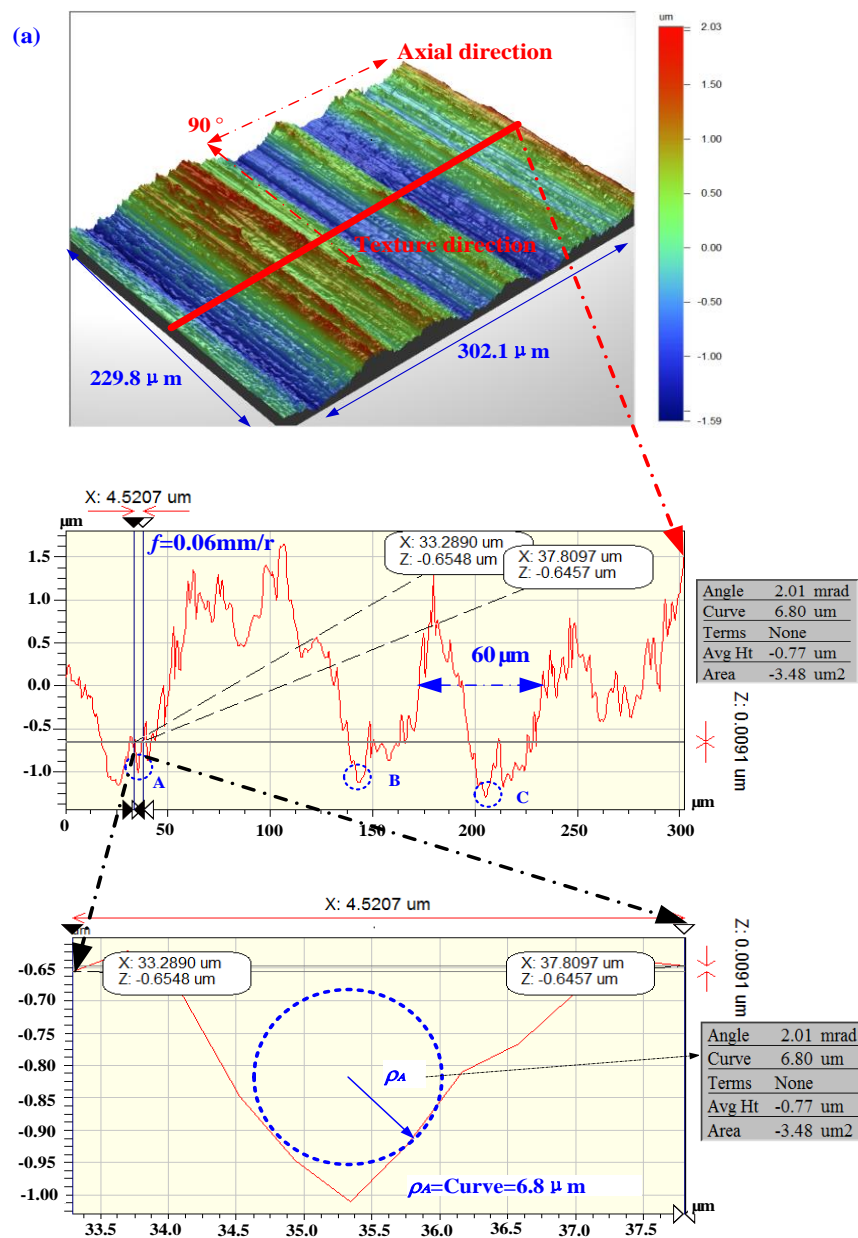 (a)
um
2.03
1.50
1.00
0.50
0.00
-0.50
-1.00
-1.59
Axial direction
90°
Texture direction
229.8 μm
302.1 μm
X: 4.5207 um
μm
f=0.06mm/r
X: 33.2890 um
Z: -0.6548 um
X: 37.8097 um
Z: -0.6457 um
1.5
1.0
0.5
0.0
-0.5
-1.0
60μm
A
B
C
0 50 100 150 200 250 300
μm
Angle 2.01 mrad
Curve 6.80 um
Terms None
Avg Ht -0.77 um
Area -3.48 um2
Z: 0.0091 um
X: 4.5207 um
X: 33.2890 um
Z: -0.6548 um
X: 37.8097 um
Z: -0.6457 um
-0.65
-0.70
-0.75
-0.80
-0.85
-0.90
-0.95
-1.00
ρA
ρA=Curve=6.8 μm
33.5 34.0 34.5 35.0 35.5 36.0 36.5 37.0 37.5
μm
Z: 0.0091 um
Angle 2.01 mrad
Curve 6.80 um
Terms None
Avg Ht -0.77 um
Area -3.48 um2